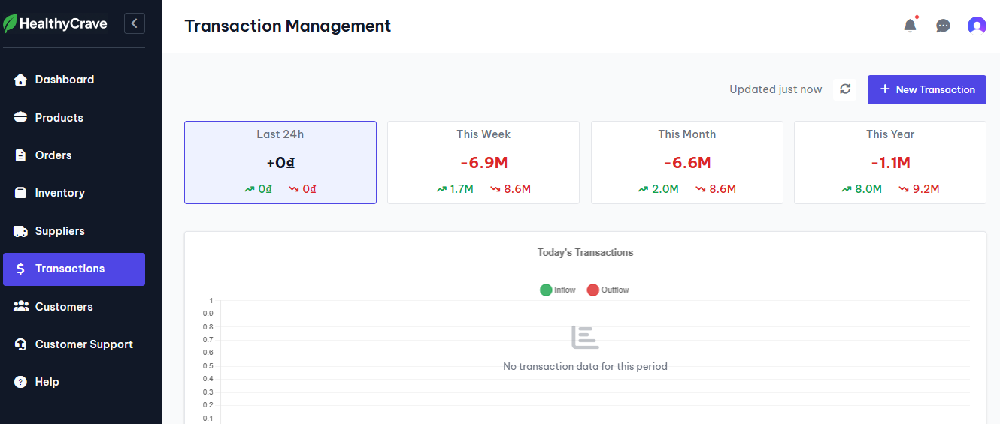 HealthyCrave
Transaction Management
Dashboard
Products
Orders
Inventory
Suppliers
Transactions
Customers
Customer Support
Help
Updated just now
New Transaction
Last 24h
+0₫
0₫ 0₫
This Week
-6.9M
1.7M 8.6M
This Month
-6.6M
2.0M 8.6M
This Year
-1.1M
8.0M 9.2M
Today's Transactions
Inflow Outflow
1
0.9
0.8
0.7
0.6
0.5
0.4
0.3
0.2
0.1
No transaction data for this period